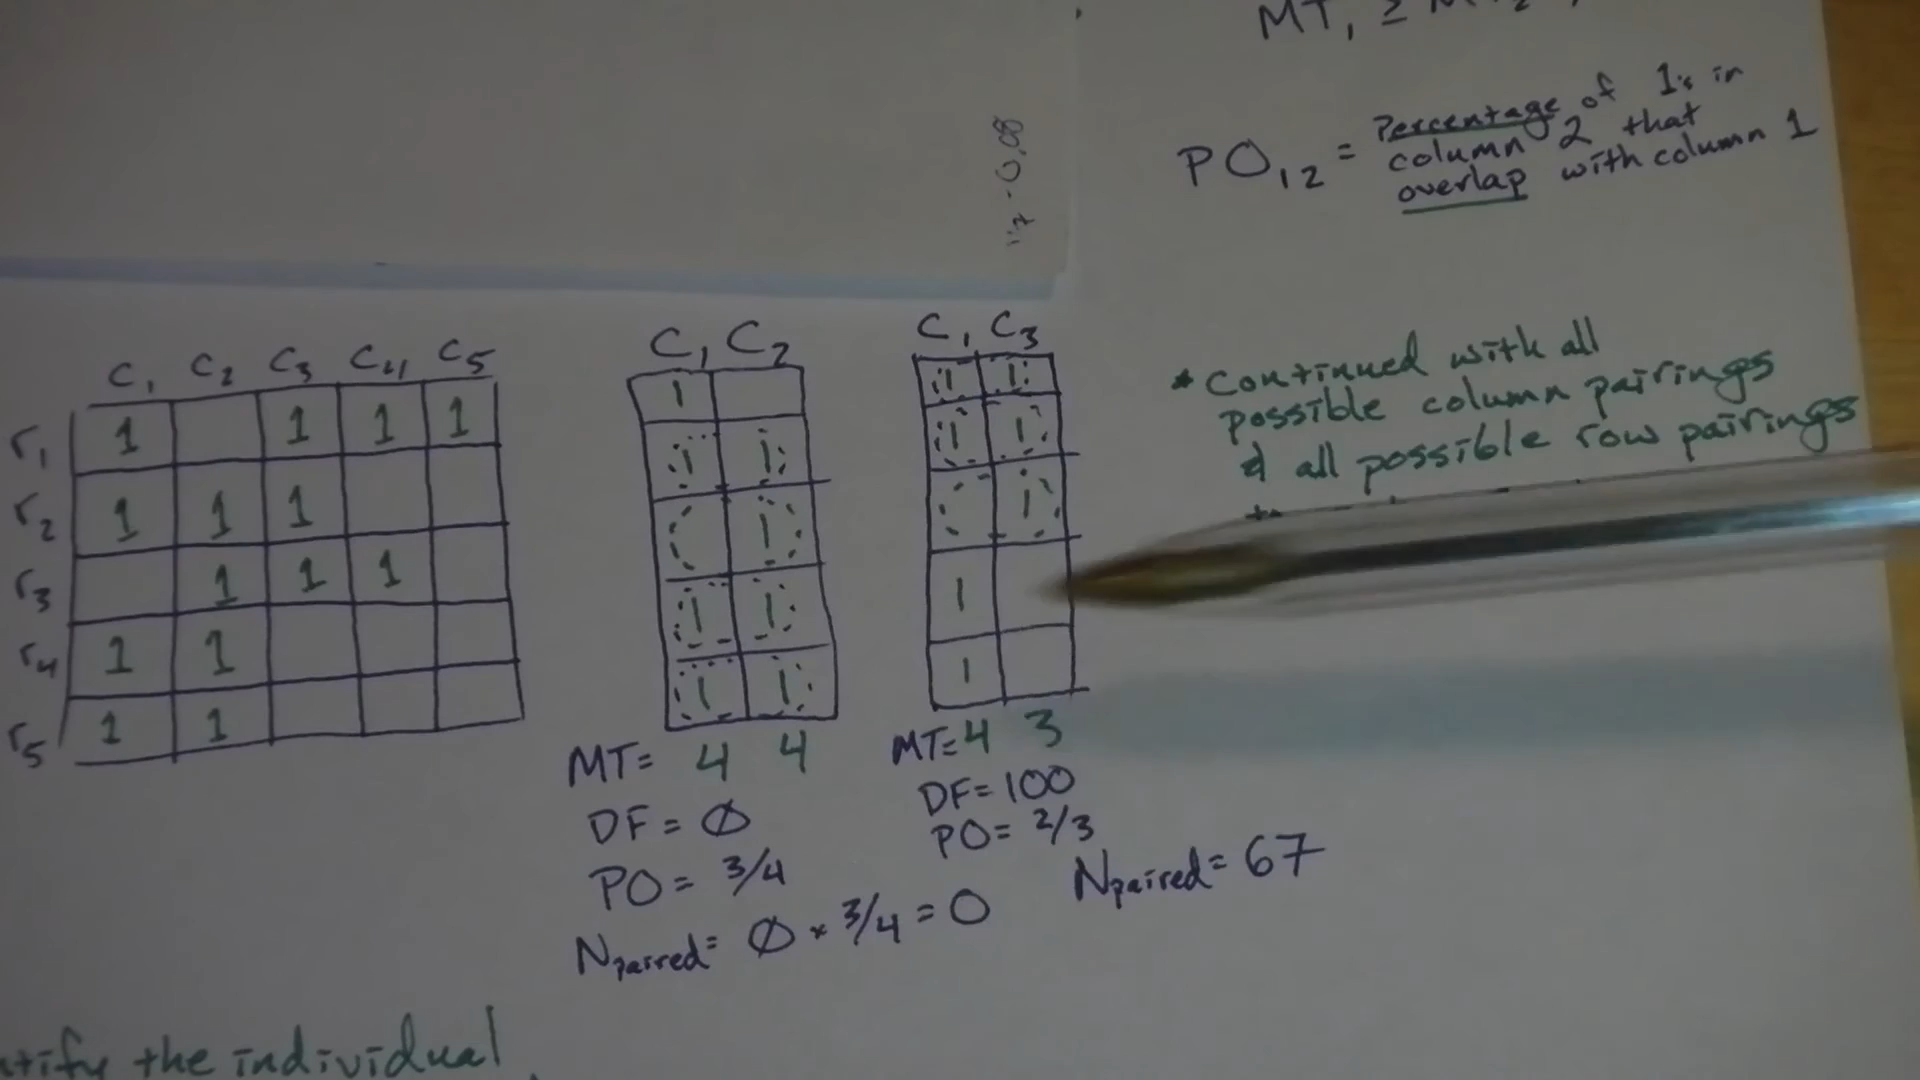 MT₁ ≥
PO₁₂ = Percentage of 1's in
column 2 that
overlap with column 1
C₁ C₂ C₃ C₄ C₅
r₁ 1 1 1 1
r₂ 1 1 1
r₃ 1 1 1
r₄ 1 1
r₅ 1 1
C₁ C₂
1
1 1
1
1 1
1 1
MT= 4 4
DF = Ø
PO = 3/4
Npaired= Ø × 3/4 = 0
C₁ C₃
1 1
1 1
1
1
1
MT= 4 3
DF= 100
PO= 2/3
Npaired= 67
* Continued with all
possible column pairings
& all possible row pairings
the individual